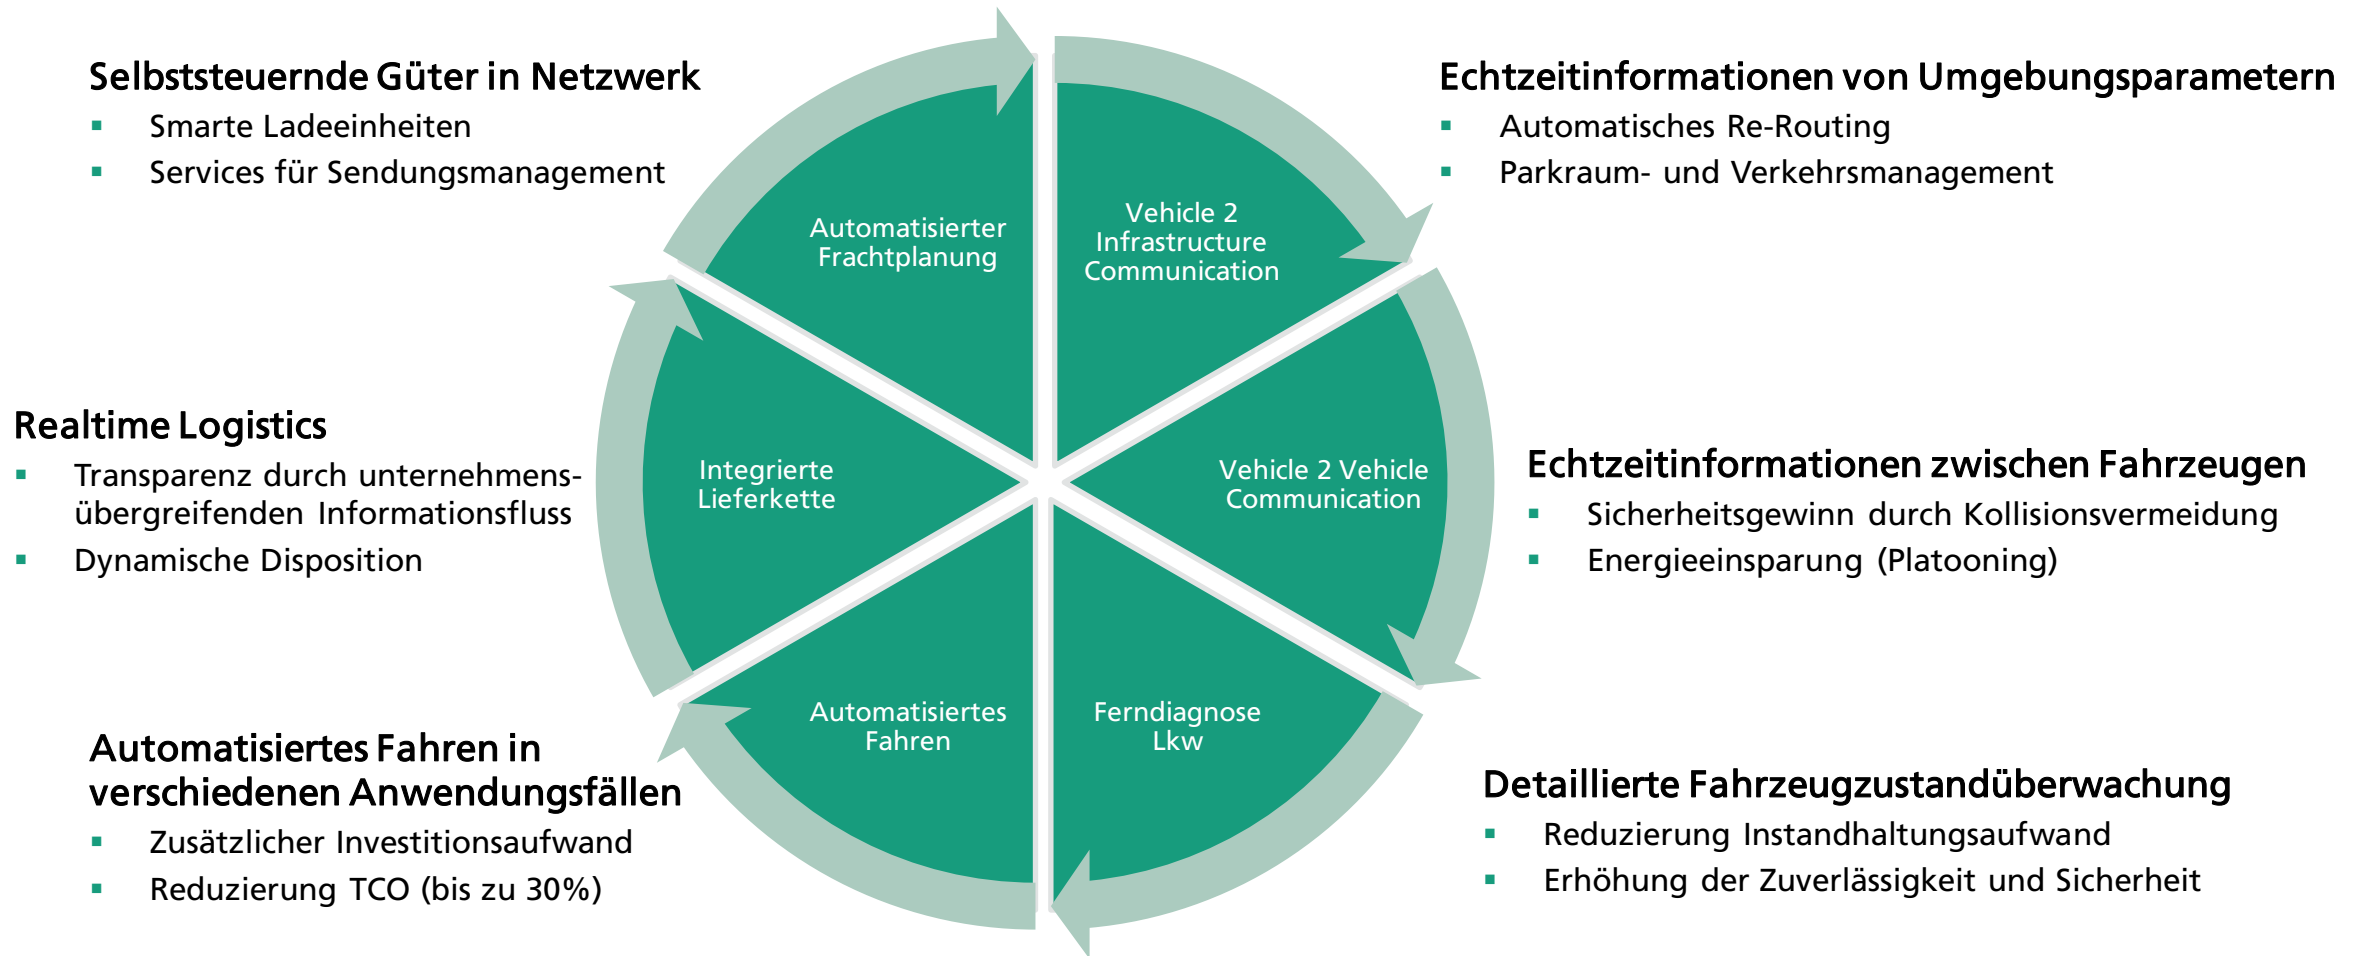 Selbststeuernde Güter in Netzwerk
▪ Smarte Ladeeinheiten
▪ Services für Sendungsmanagement
Automatisierter
Frachtplanung
Vehicle 2
Infrastructure
Communication
Echtzeitinformationen von Umgebungsparametern
▪ Automatisches Re-Routing
▪ Parkraum- und Verkehrsmanagement
Realtime Logistics
▪ Transparenz durch unternehmens-
übergreifenden Informationsfluss
▪ Dynamische Disposition
Integrierte
Lieferkette
Vehicle 2 Vehicle
Communication
Echtzeitinformationen zwischen Fahrzeugen
▪ Sicherheitsgewinn durch Kollisionsvermeidung
▪ Energieeinsparung (Platooning)
Automatisiertes Fahren in
verschiedenen Anwendungsfällen
▪ Zusätzlicher Investitionsaufwand
▪ Reduzierung TCO (bis zu 30%)
Automatisiertes
Fahren
Ferndiagnose
Lkw
Detaillierte Fahrzeugzustandüberwachung
▪ Reduzierung Instandhaltungsaufwand
▪ Erhöhung der Zuverlässigkeit und Sicherheit